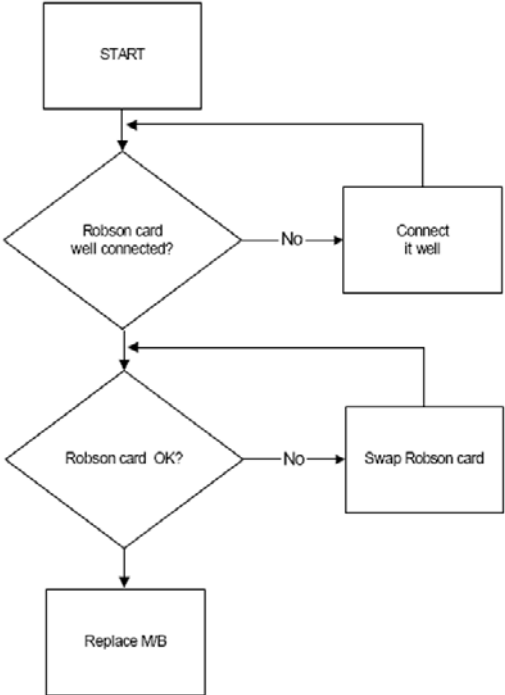 START
Robson card
well connected?
No
Connect
it well
Robson card  OK?
No
Swap Robson card
Replace M/B